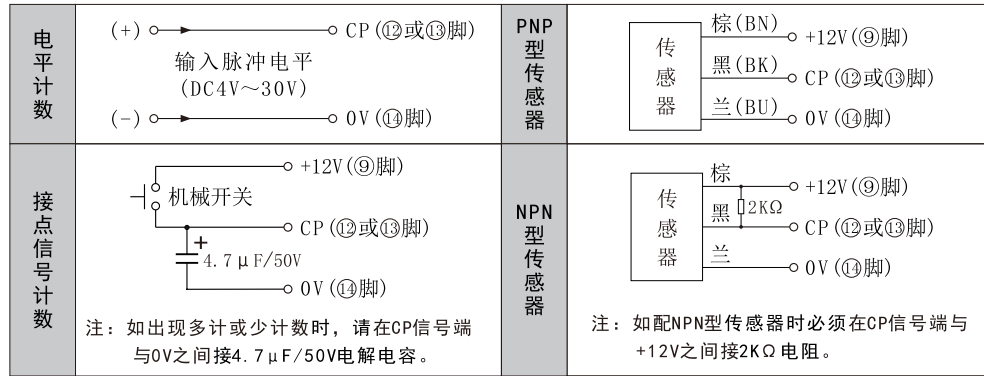 电平计数
(+) CP(⑫或⑬脚)
输入脉冲电平
(DC4V～30V)
(-) 0V(⑭脚)
PNP型传感器
传感器
棕(BN) +12V(⑨脚)
黑(BK) CP(⑫或⑬脚)
兰(BU) 0V(⑭脚)
接点信号计数
+12V(⑨脚)
机械开关
CP(⑫或⑬脚)
+
4.7μF/50V
0V(⑭脚)
注：如出现多计或少计数时，请在CP信号端
与0V之间接4.7μF/50V电解电容。
NPN型传感器
传感器
棕 +12V(⑨脚)
2KΩ
黑 CP(⑫或⑬脚)
兰 0V(⑭脚)
注：如配NPN型传感器时必须在CP信号端与
+12V之间接2KΩ电阻。